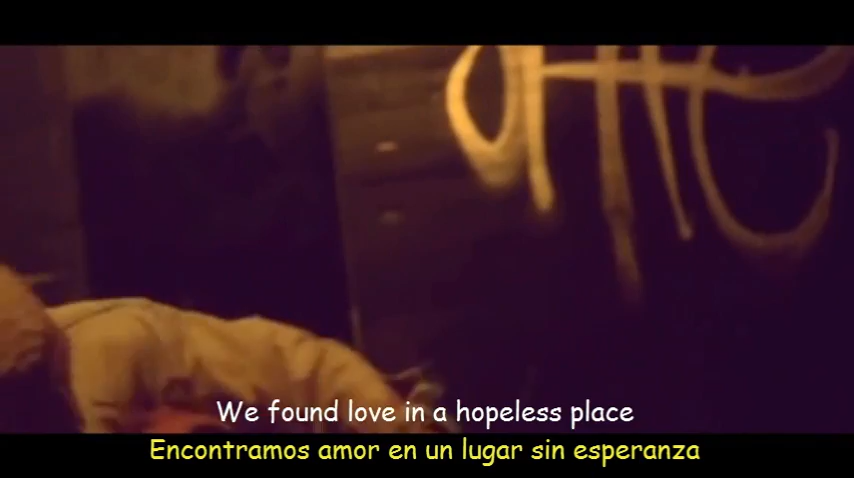 We found love in a hopeless place
Encontramos amor en un lugar sin esperanza